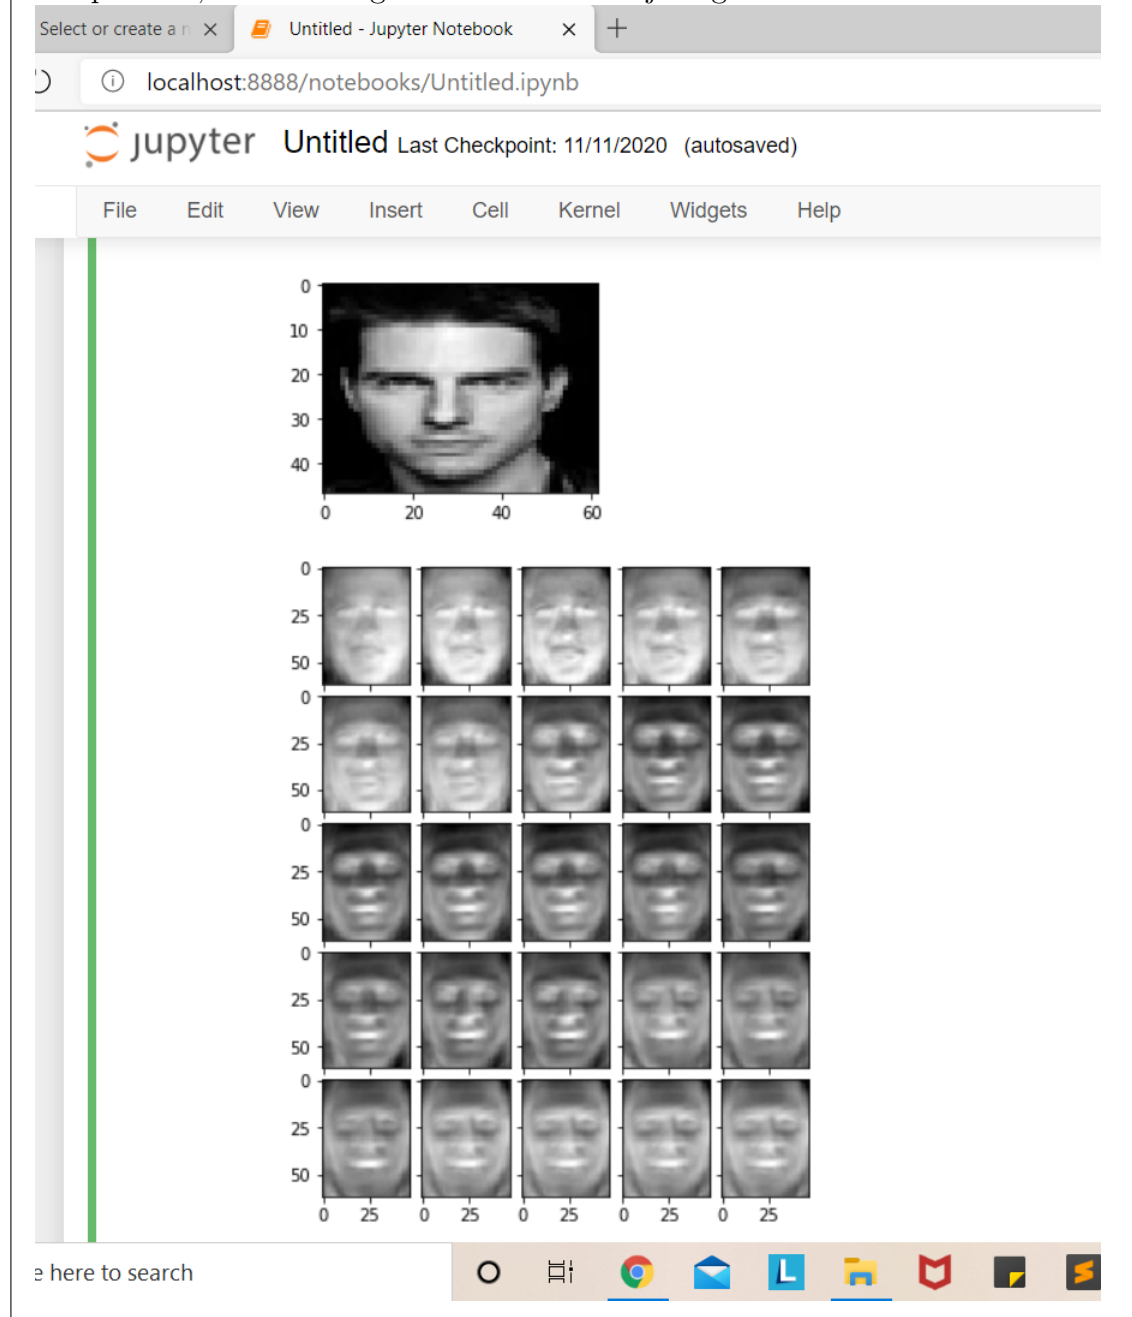 Select or create a n
Untitled - Jupyter Notebook
localhost:8888/notebooks/Untitled.ipynb
jupyter Untitled Last Checkpoint: 11/11/2020 (autosaved)
File Edit View Insert Cell Kernel Widgets Help
0
10
20
30
40
0 20 40 60
0
25
50
0
25
50
0
25
50
0
25
50
0
25
50
0 25 0 25 0 25 0 25 0 25
e here to search
L